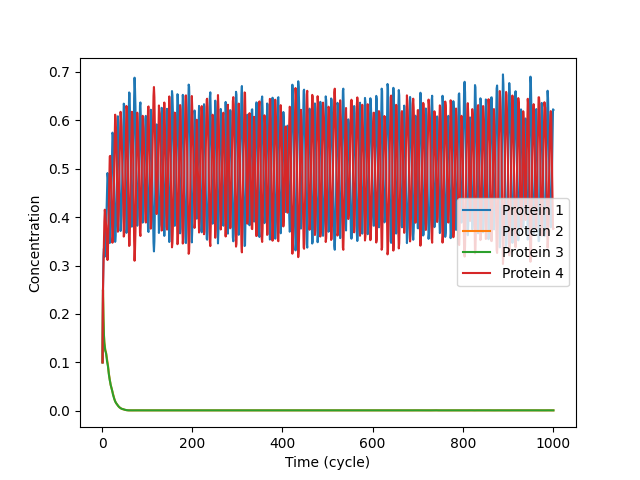 0.7
0.6
0.5
0.4
0.3
0.2
0.1
0.0
Concentration
Protein 1
Protein 2
Protein 3
Protein 4
0 200 400 600 800 1000
Time (cycle)